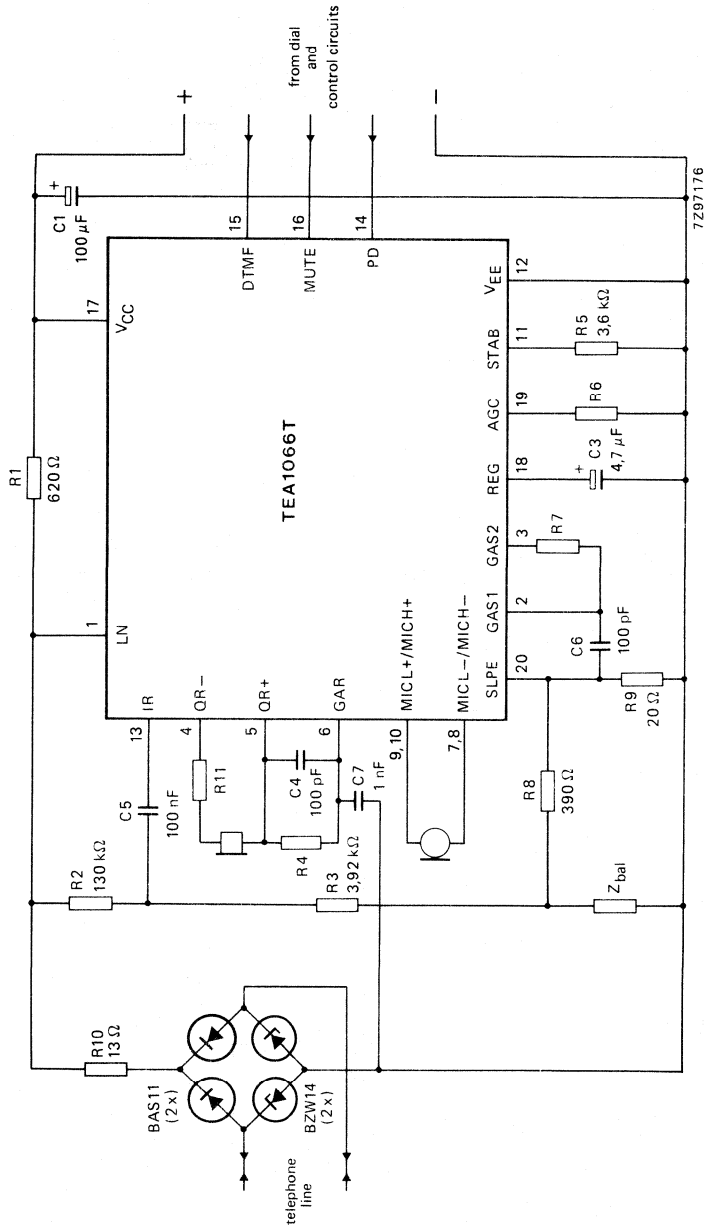 R1
620 Ω
R10
13 Ω
BAS11
(2x)
BZW14
(2x)
telephone
line
R2
130 kΩ
C5
100 nF
R3
3,92 kΩ
R4
R11
C4
100 pF
C7
1 nF
R8
390 Ω
Zbal
R9
20 Ω
C6
100 pF
R7
C3
4,7 μF
+
R6
R5
3,6 kΩ
C1
100 μF
+
+
−
from dial
and
control circuits
TEA1066T
1
LN
17
VCC
13
IR
4
QR−
5
QR+
6
GAR
9,10
MICL+/MICH+
7,8
MICL−/MICH−
15
DTMF
16
MUTE
14
PD
SLPE
20
GAS1
2
GAS2
3
REG
18
AGC
19
STAB
11
VEE
12
7Z97176